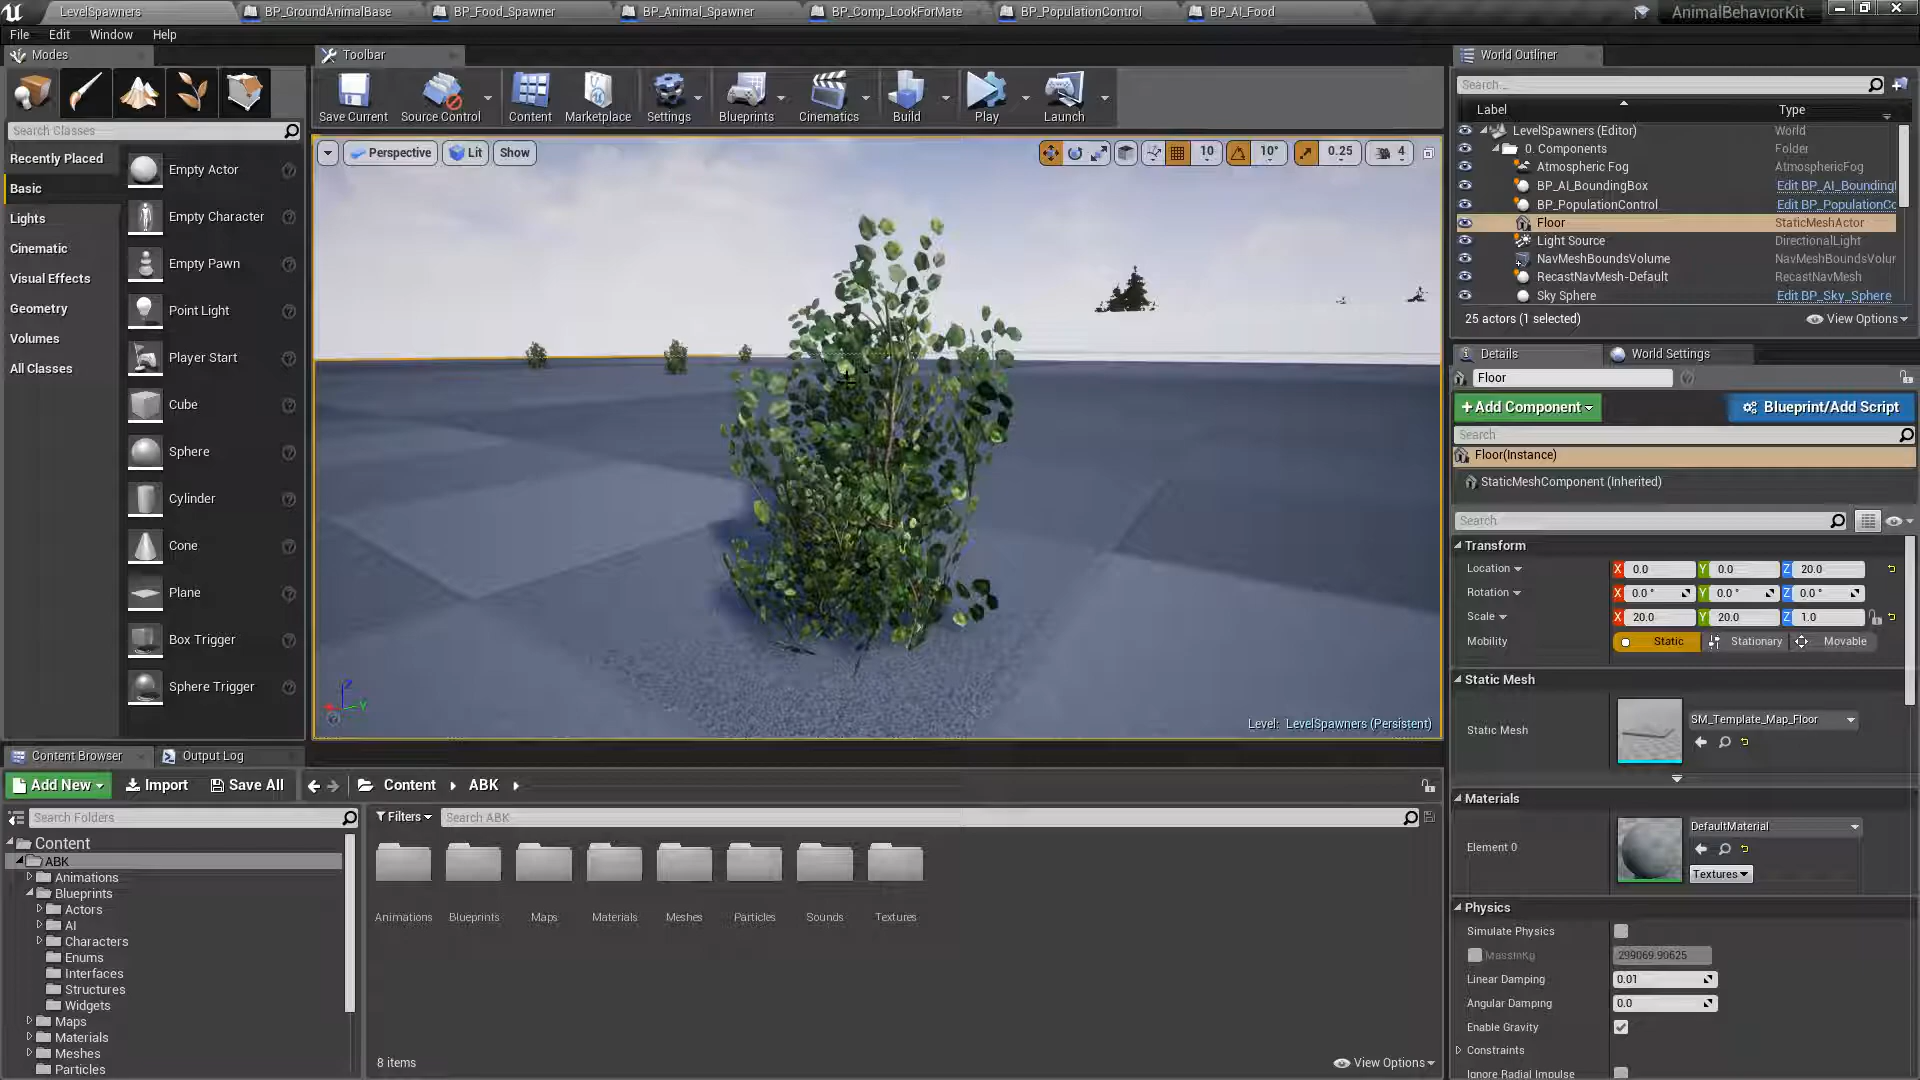 LevelSpawners
BP_GroundAnimalBase
BP_Food_Spawner
BP_Animal_Spawner
BP_Comp_LookForMate
BP_PopulationControl
BP_AI_Food
AnimalBehaviorKit
File Edit Window Help
Modes
Toolbar
Save Current
Source Control
Content
Marketplace
Settings
Blueprints
Cinematics
Build
Play
Launch
Search Classes
Recently Placed
Basic
Lights
Cinematic
Visual Effects
Geometry
Volumes
All Classes
Empty Actor
Empty Character
Empty Pawn
Point Light
Player Start
Cube
Sphere
Cylinder
Cone
Plane
Box Trigger
Sphere Trigger
Perspective
Lit
Show
10
10°
0.25
4
Z
Y
Level: LevelSpawners (Persistent)
World Outliner
Search...
Label Type
LevelSpawners (Editor) World
0. Components Folder
Atmospheric Fog AtmosphericFog
BP_AI_BoundingBox Edit BP_AI_Bounding
BP_PopulationControl Edit BP_PopulationCo
Floor StaticMeshActor
Light Source DirectionalLight
NavMeshBoundsVolume NavMeshBoundsVolur
RecastNavMesh-Default RecastNavMesh
Sky Sphere Edit BP_Sky_Sphere
25 actors (1 selected) View Options
Details
World Settings
Floor
+Add Component
Blueprint/Add Script
Search
Floor(Instance)
StaticMeshComponent (Inherited)
Search
Transform
Location X 0.0 Y 0.0 Z 20.0
Rotation X 0.0 ° Y 0.0 ° Z 0.0 °
Scale X 20.0 Y 20.0 Z 1.0
Mobility Static Stationary Movable
Static Mesh
Static Mesh
SM_Template_Map_Floor
Materials
Element 0
DefaultMaterial
Textures
Physics
Simulate Physics
MassInKg 299069.90625
Linear Damping 0.01
Angular Damping 0.0
Enable Gravity
Constraints
Ignore Radial Impulse
Content Browser
Output Log
Add New
Import
Save All
Content
ABK
Search Folders
Filters
Search ABK
Content
ABK
Animations
Blueprints
Actors
AI
Characters
Enums
Interfaces
Structures
Widgets
Maps
Materials
Meshes
Particles
Animations
Blueprints
Maps
Materials
Meshes
Particles
Sounds
Textures
8 items
View Options